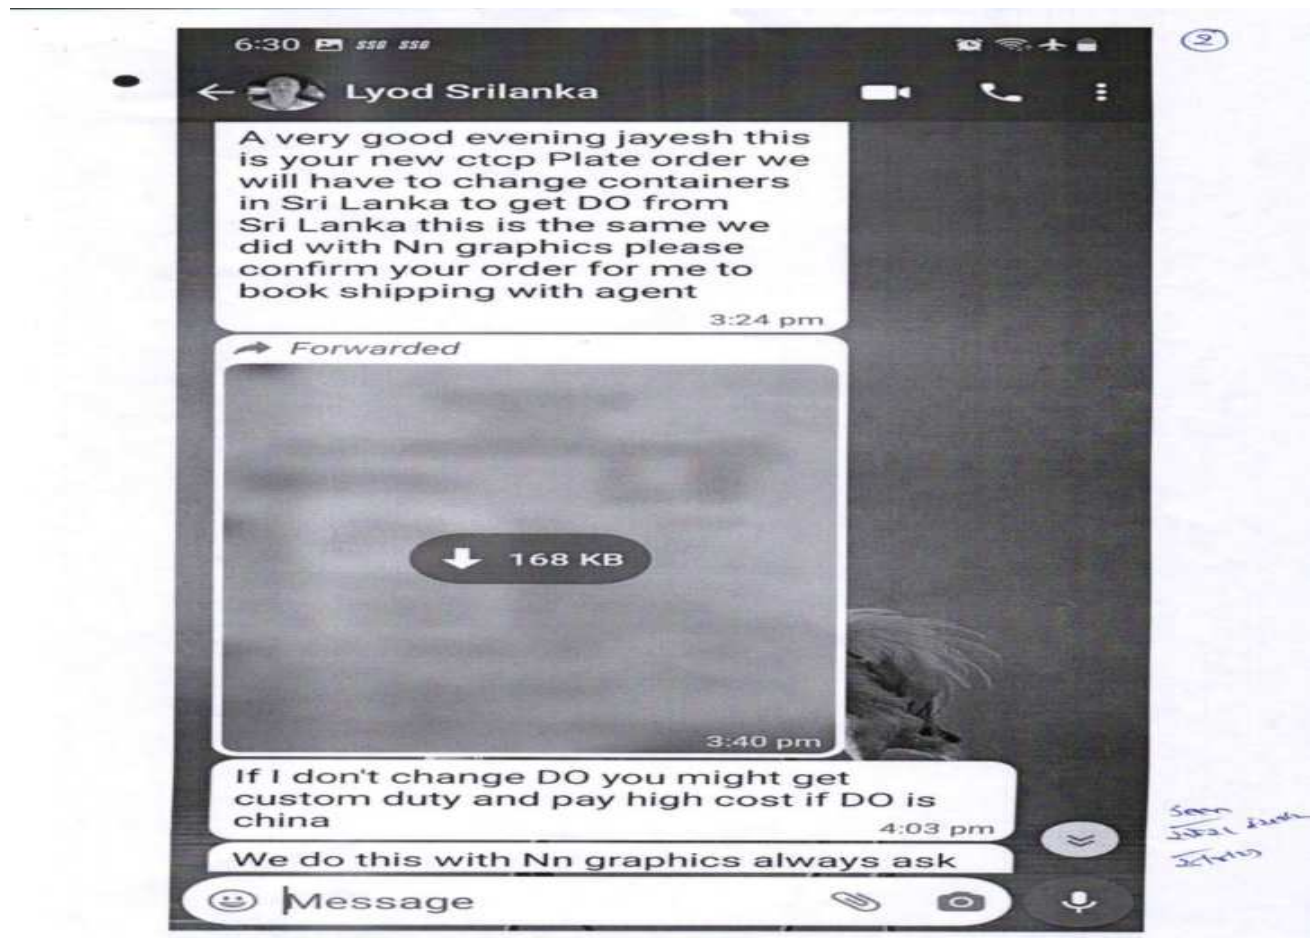 6:30
②
Lyod Srilanka
A very good evening jayesh this
is your new ctcp Plate order we
will have to change containers
in Sri Lanka to get DO from
Sri Lanka this is the same we
did with Nn graphics please
confirm your order for me to
book shipping with agent
3:24 pm
Forwarded
168 KB
3:40 pm
If I don't change DO you might get
custom duty and pay high cost if DO is
china
4:03 pm
We do this with Nn graphics always ask
Message
Seen